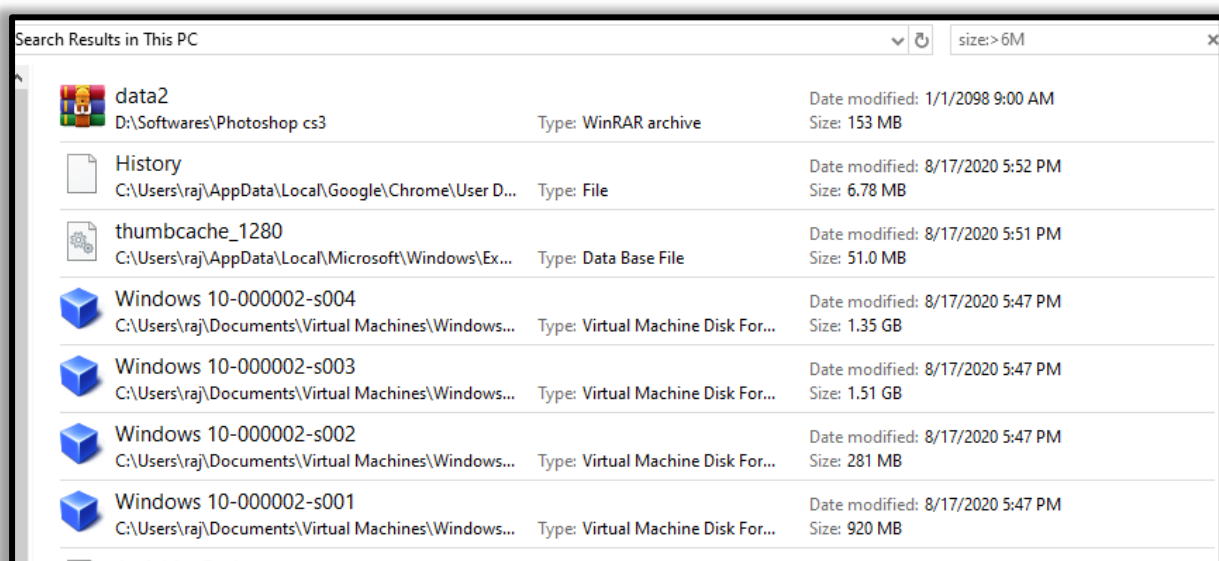 Search Results in This PC size:>6M
data2 Date modified: 1/1/2098 9:00 AM
D:\Softwares\Photoshop cs3 Type: WinRAR archive Size: 153 MB
History Date modified: 8/17/2020 5:52 PM
C:\Users\raj\AppData\Local\Google\Chrome\User D... Type: File Size: 6.78 MB
thumbcache_1280 Date modified: 8/17/2020 5:51 PM
C:\Users\raj\AppData\Local\Microsoft\Windows\Ex... Type: Data Base File Size: 51.0 MB
Windows 10-000002-s004 Date modified: 8/17/2020 5:47 PM
C:\Users\raj\Documents\Virtual Machines\Windows... Type: Virtual Machine Disk For... Size: 1.35 GB
Windows 10-000002-s003 Date modified: 8/17/2020 5:47 PM
C:\Users\raj\Documents\Virtual Machines\Windows... Type: Virtual Machine Disk For... Size: 1.51 GB
Windows 10-000002-s002 Date modified: 8/17/2020 5:47 PM
C:\Users\raj\Documents\Virtual Machines\Windows... Type: Virtual Machine Disk For... Size: 281 MB
Windows 10-000002-s001 Date modified: 8/17/2020 5:47 PM
C:\Users\raj\Documents\Virtual Machines\Windows... Type: Virtual Machine Disk For... Size: 920 MB